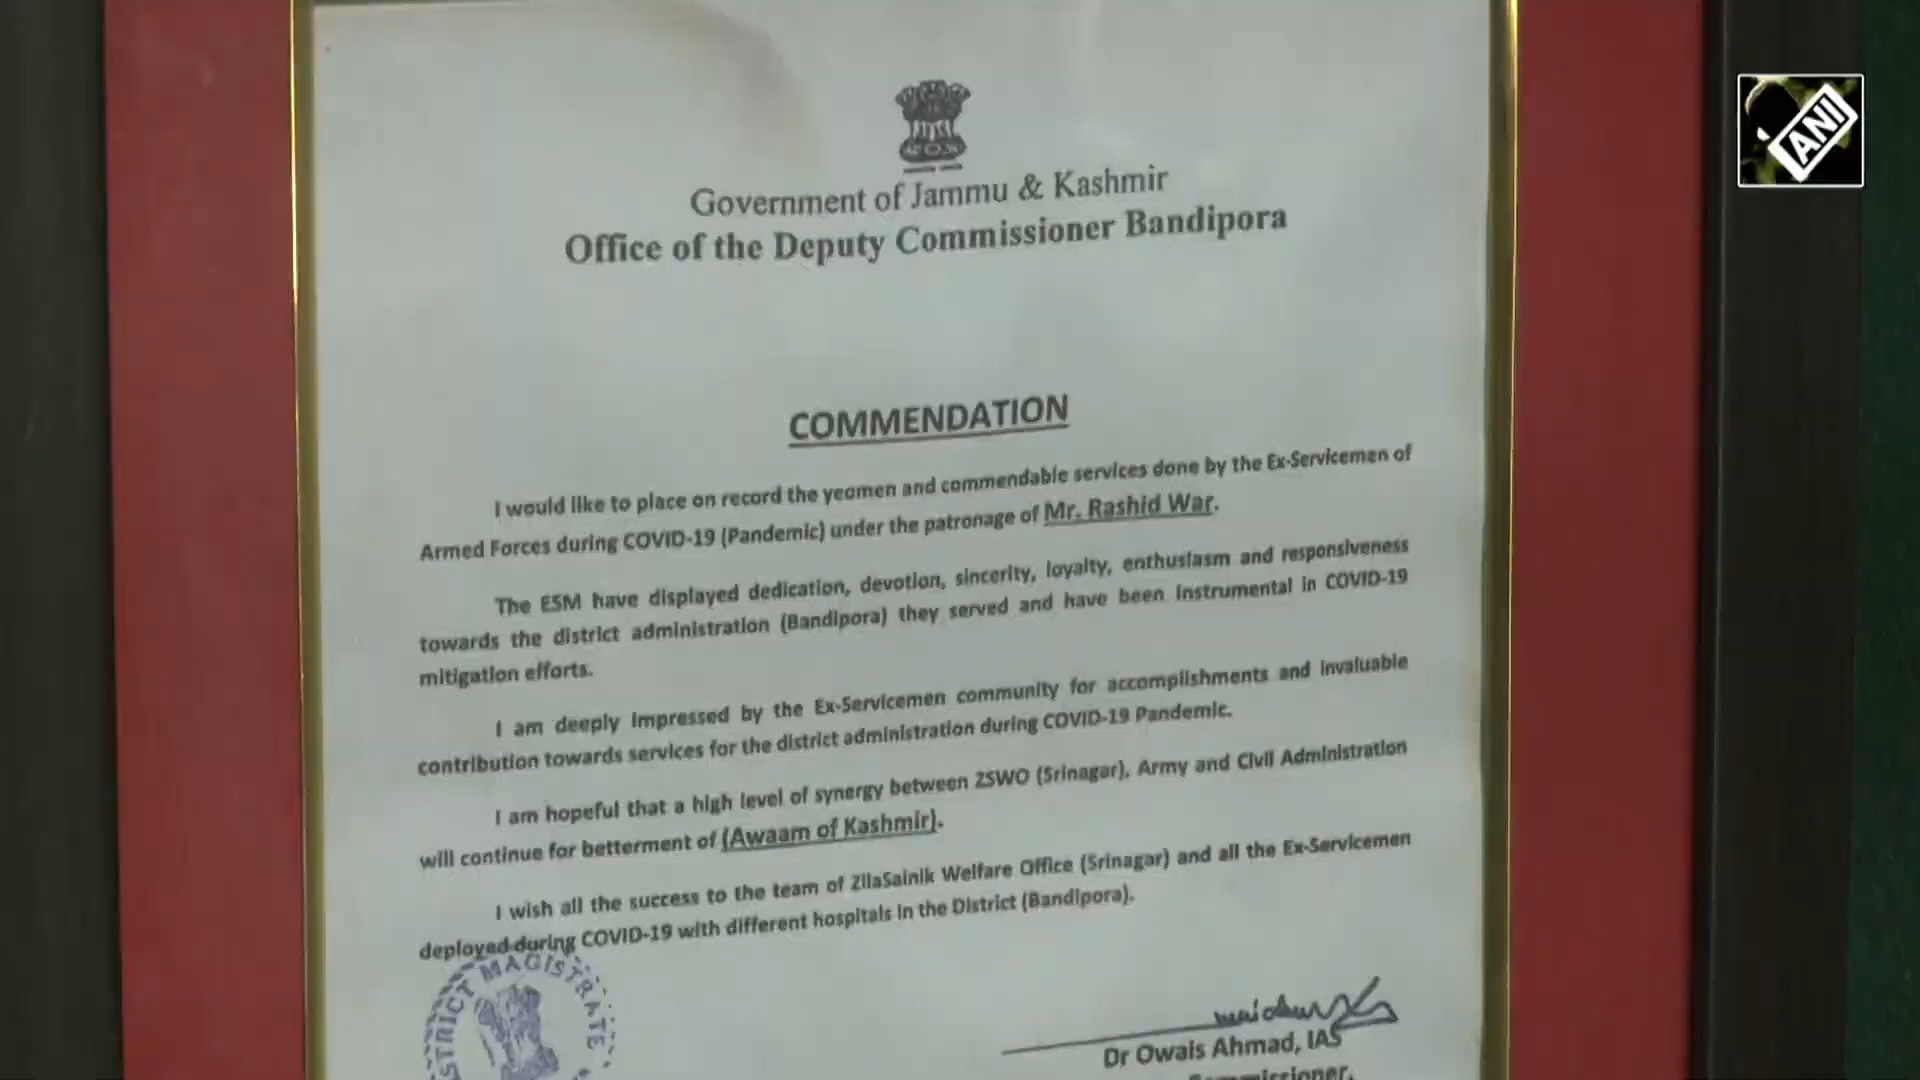 ANI
Government of Jammu & Kashmir
Office of the Deputy Commissioner Bandipora
COMMENDATION
I would like to place on record the yeomen and commendable services done by the Ex-Servicemen of
Armed Forces during COVID-19 (Pandemic) under the patronage of Mr. Rashid War.
The ESM have displayed dedication, devotion, sincerity, loyalty, enthusiasm and responsiveness
towards the district administration (Bandipora) they served and have been instrumental in COVID-19
mitigation efforts.
I am deeply impressed by the Ex-Servicemen community for accomplishments and invaluable
contribution towards services for the district administration during COVID-19 Pandemic.
I am hopeful that a high level of synergy between ZSWO (Srinagar), Army and Civil Administration
will continue for betterment of (Awaam of Kashmir).
I wish all the success to the team of ZilaSainik Welfare Office (Srinagar) and all the Ex-Servicemen
deployed during COVID-19 with different hospitals in the District (Bandipora).
STRICT MAGISTRATE
Dr Owais Ahmad, IAS
Commissioner,